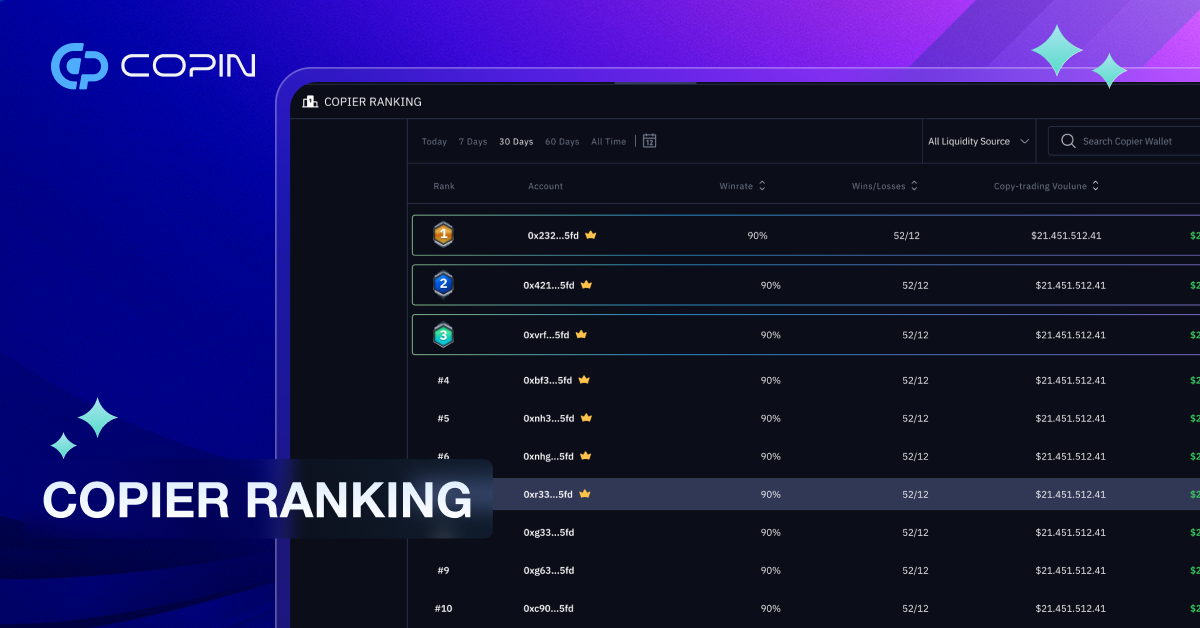 COPIN
COPIER RANKING
Today 7 Days 30 Days 60 Days All Time 12 All Liquidity Source Search Copier Wallet
Rank Account Winrate Wins/Losses Copy-trading Voulune
1 0x232...5fd 90% 52/12 $21.451.512.41 $2
2 0x421...5fd 90% 52/12 $21.451.512.41 $2
3 0xvrf...5fd 90% 52/12 $21.451.512.41 $2
#4 0xbf3...5fd 90% 52/12 $21.451.512.41 $2
#5 0xnh3...5fd 90% 52/12 $21.451.512.41 $2
#6 0xnhg...5fd 90% 52/12 $21.451.512.41 $2
0xr33...5fd 90% 52/12 $21.451.512.41 $2
COPIER RANKING
0xg33...5fd 90% 52/12 $21.451.512.41 $2
#9 0xg63...5fd 90% 52/12 $21.451.512.41 $2
#10 0xc90...5fd 90% 52/12 $21.451.512.41 $2